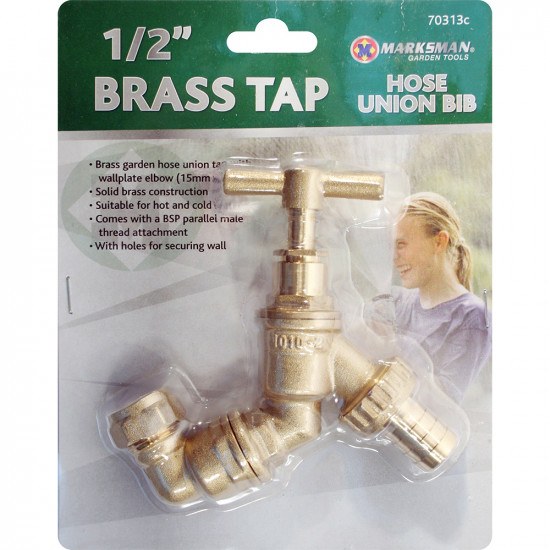 70313c
1/2”
BRASS TAP
MARKSMAN®
GARDEN TOOLS
HOSE
UNION BIB
• Brass garden hose union
wallplate elbow (15mm
• Solid brass construction
• Suitable for hot and cold
• Comes with a BSP parallel male
thread attachment
• With holes for securing wall